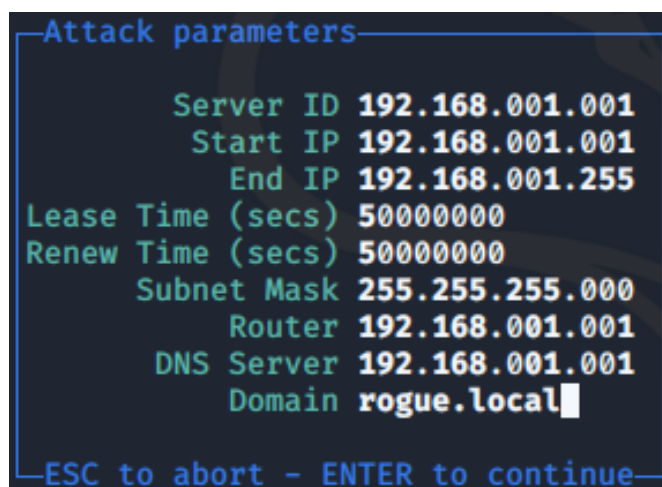 Attack parameters
Server ID 192.168.001.001
Start IP 192.168.001.001
End IP 192.168.001.255
Lease Time (secs) 50000000
Renew Time (secs) 50000000
Subnet Mask 255.255.255.000
Router 192.168.001.001
DNS Server 192.168.001.001
Domain rogue.local
ESC to abort - ENTER to continue